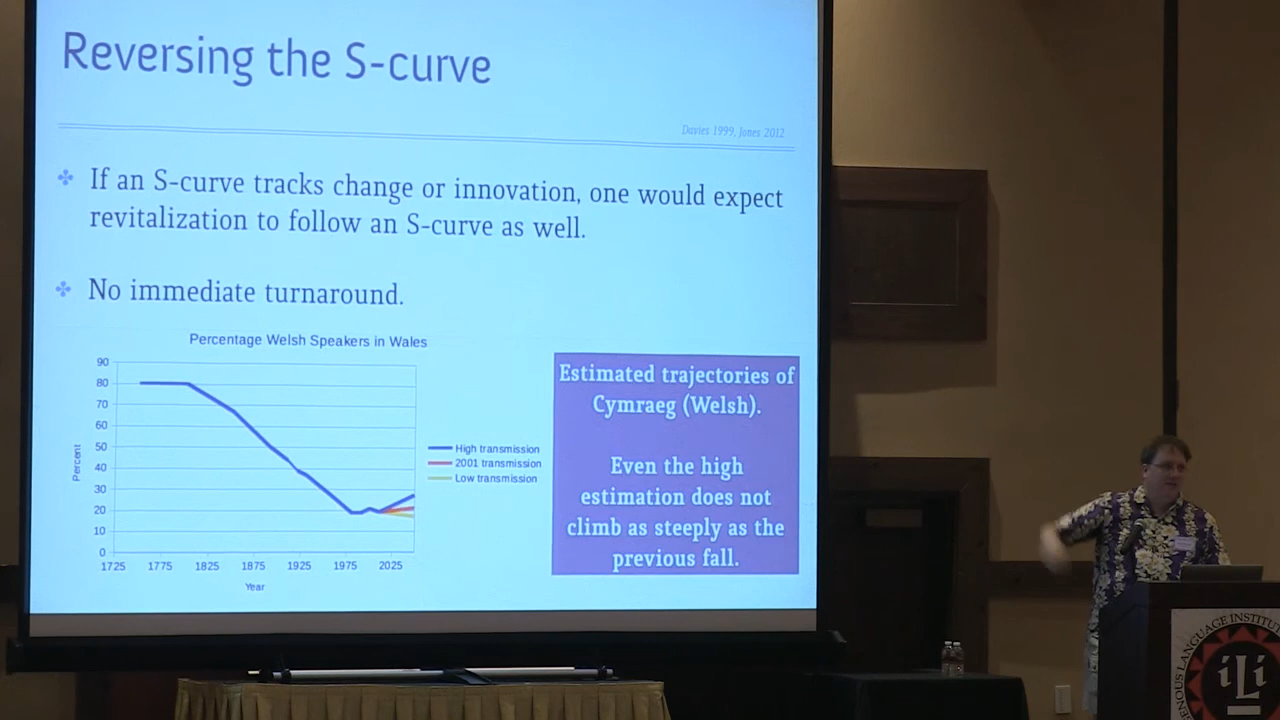 Reversing the S-curve
Davies 1999, Jones 2012
If an S-curve tracks change or innovation, one would expect
revitalization to follow an S-curve as well.
No immediate turnaround.
Percentage Welsh Speakers in Wales
90
80
70
60
50
40
30
20
10
0
Percent
1725 1775 1825 1875 1925 1975 2025
Year
High transmission
2001 transmission
Low transmission
Estimated trajectories of
Cymraeg (Welsh).
Even the high
estimation does not
climb as steeply as the
previous fall.
ENOUS LANGUAGE INSTITU
iLi